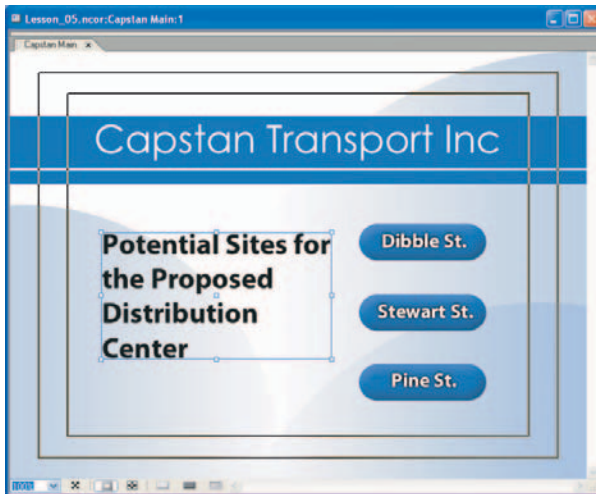 Lesson_05.ncor:Capstan Main:1
Capstan Main
Capstan Transport Inc
Potential Sites for
the Proposed
Distribution
Center
Dibble St.
Stewart St.
Pine St.
100%